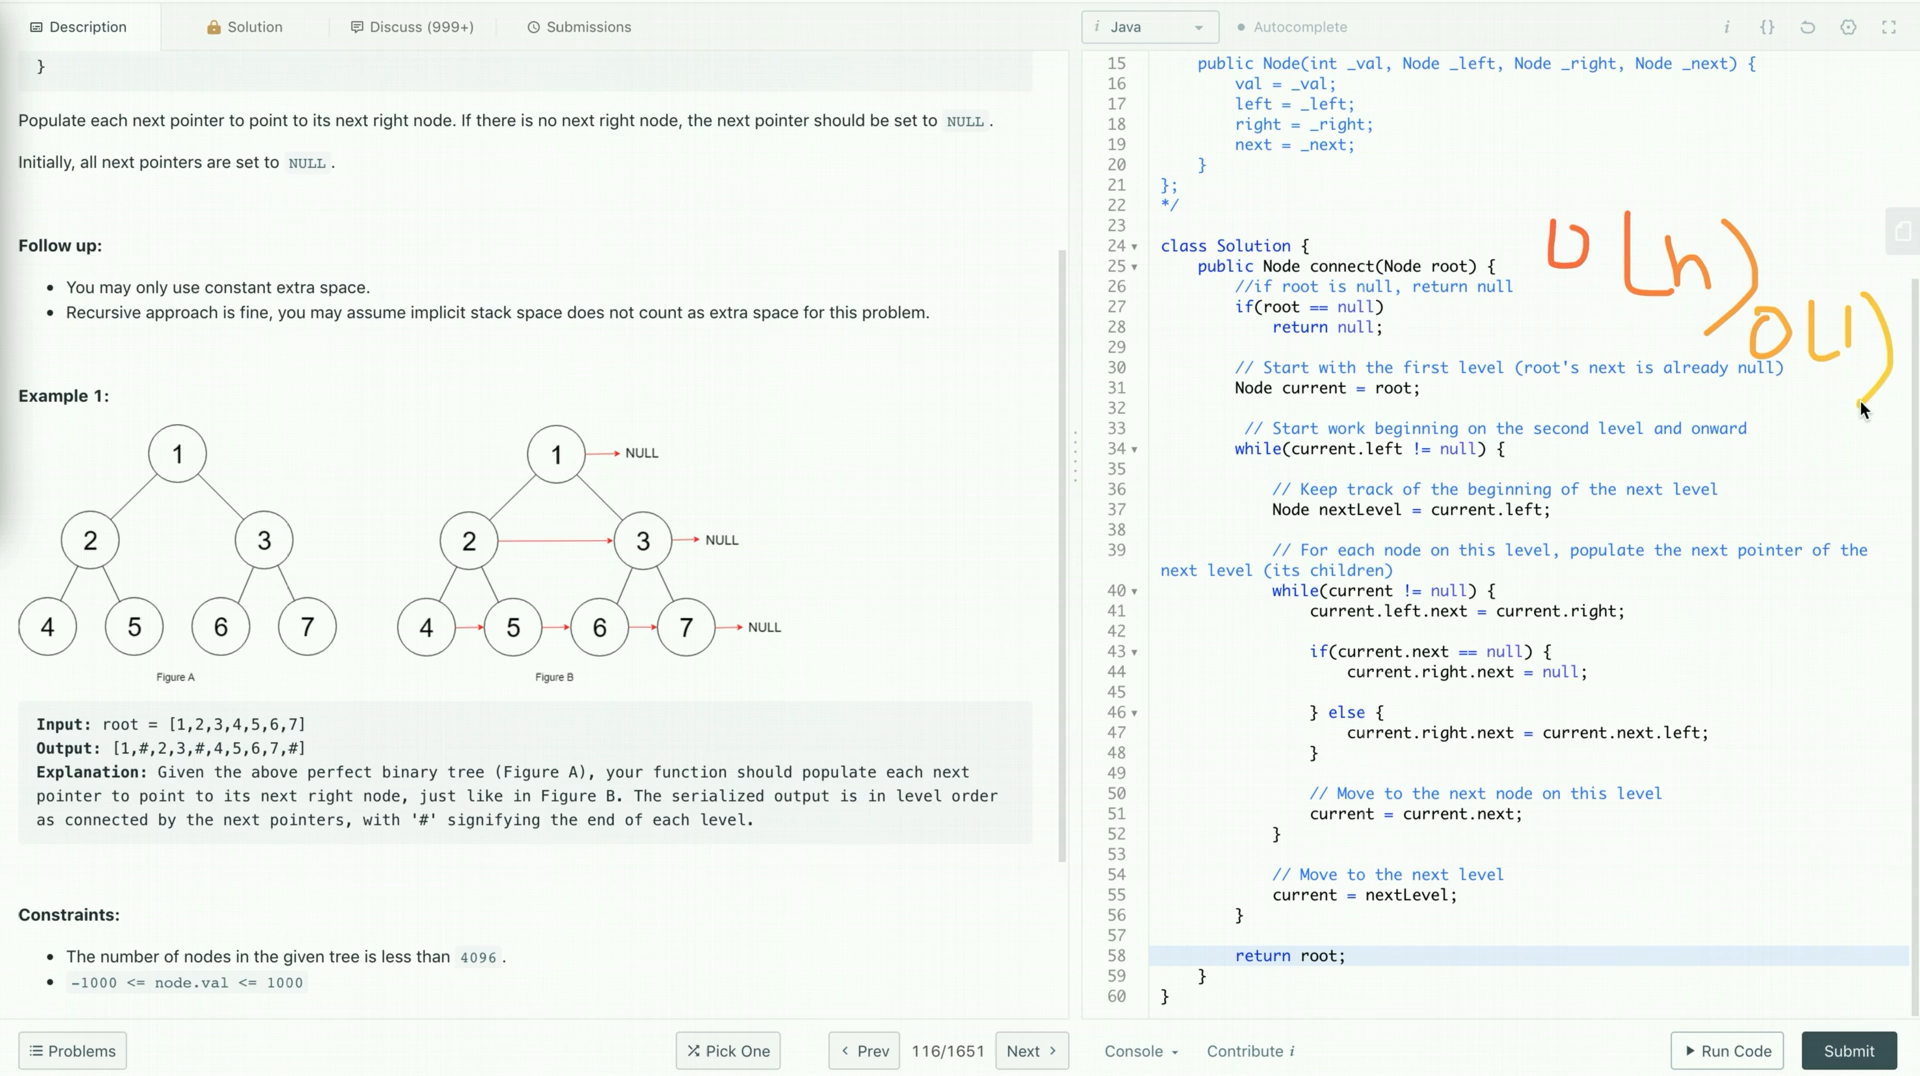 Description Solution Discuss (999+) Submissions
}
Populate each next pointer to point to its next right node. If there is no next right node, the next pointer should be set to NULL .
Initially, all next pointers are set to NULL .
Follow up:
• You may only use constant extra space.
• Recursive approach is fine, you may assume implicit stack space does not count as extra space for this problem.
Example 1:
1
2 3
4 5 6 7
Figure A
1 NULL
2 3 NULL
4 5 6 7 NULL
Figure B
Input: root = [1,2,3,4,5,6,7]
Output: [1,#,2,3,#,4,5,6,7,#]
Explanation: Given the above perfect binary tree (Figure A), your function should populate each next
pointer to point to its next right node, just like in Figure B. The serialized output is in level order
as connected by the next pointers, with '#' signifying the end of each level.
Constraints:
• The number of nodes in the given tree is less than 4096 .
• -1000 <= node.val <= 1000
Problems Pick One < Prev 116/1651 Next >
i Java Autocomplete i {}
15 public Node(int _val, Node _left, Node _right, Node _next) {
16 val = _val;
17 left = _left;
18 right = _right;
19 next = _next;
20 }
21 };
22 */
23
24 class Solution {
25 public Node connect(Node root) {
26 //if root is null, return null
27 if(root == null)
28 return null;
29
30 // Start with the first level (root's next is already null)
31 Node current = root;
32
33 // Start work beginning on the second level and onward
34 while(current.left != null) {
35
36 // Keep track of the beginning of the next level
37 Node nextLevel = current.left;
38
39 // For each node on this level, populate the next pointer of the
next level (its children)
40 while(current != null) {
41 current.left.next = current.right;
42
43 if(current.next == null) {
44 current.right.next = null;
45
46 } else {
47 current.right.next = current.next.left;
48 }
49
50 // Move to the next node on this level
51 current = current.next;
52 }
53
54 // Move to the next level
55 current = nextLevel;
56 }
57
58 return root;
59 }
60 }
O(n)
O(1)
Console Contribute i Run Code Submit